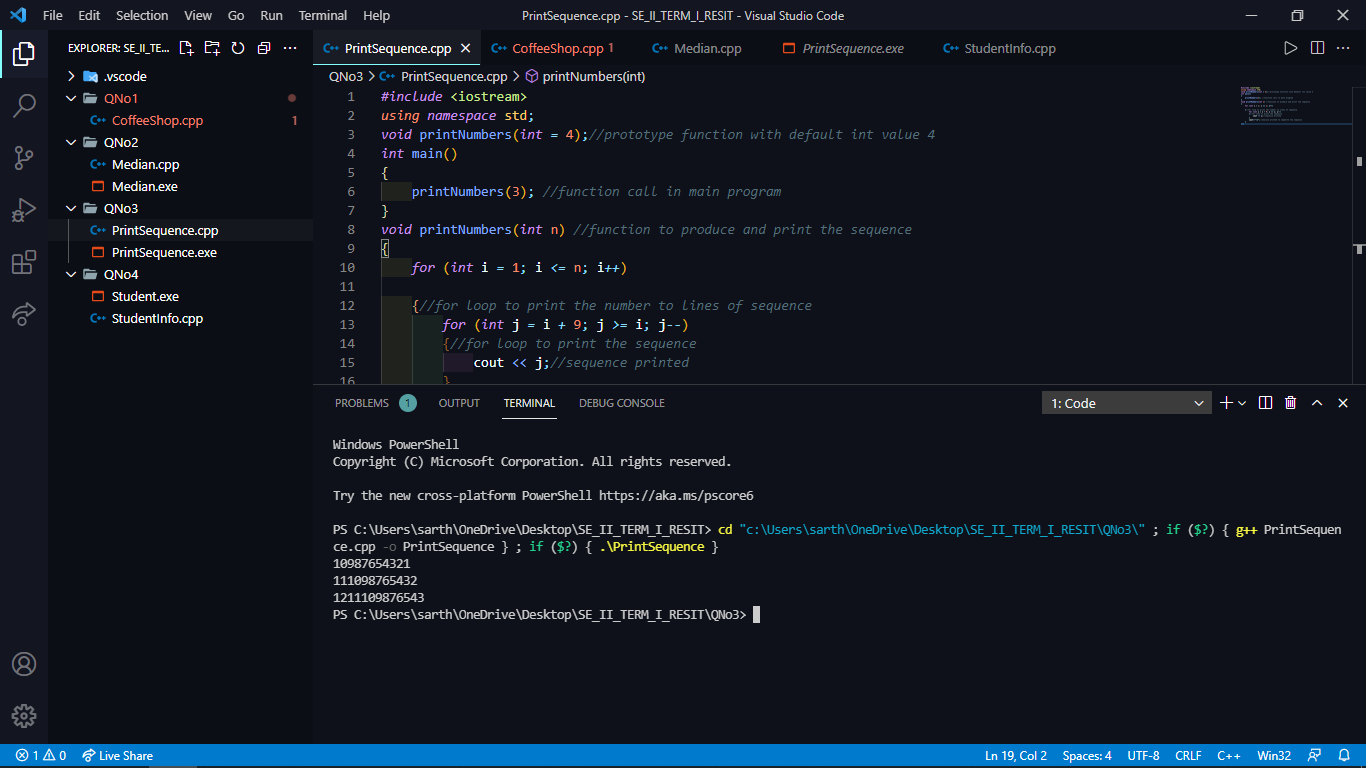 File Edit Selection View Go Run Terminal Help PrintSequence.cpp - SE_II_TERM_I_RESIT - Visual Studio Code
EXPLORER: SE_II_TE...
.vscode
QNo1
CoffeeShop.cpp 1
QNo2
Median.cpp
Median.exe
QNo3
PrintSequence.cpp
PrintSequence.exe
QNo4
Student.exe
StudentInfo.cpp
PrintSequence.cpp CoffeeShop.cpp 1 Median.cpp PrintSequence.exe StudentInfo.cpp
QNo3 > PrintSequence.cpp > printNumbers(int)
1 #include <iostream>
2 using namespace std;
3 void printNumbers(int = 4);//prototype function with default int value 4
4 int main()
5 {
6 printNumbers(3); //function call in main program
7 }
8 void printNumbers(int n) //function to produce and print the sequence
9 {
10 for (int i = 1; i <= n; i++)
11
12 {//for loop to print the number to lines of sequence
13 for (int j = i + 9; j >= i; j--)
14 {//for loop to print the sequence
15 cout << j;//sequence printed
16 }
PROBLEMS 1 OUTPUT TERMINAL DEBUG CONSOLE 1: Code
Windows PowerShell
Copyright (C) Microsoft Corporation. All rights reserved.
Try the new cross-platform PowerShell https://aka.ms/pscore6
PS C:\Users\sarth\OneDrive\Desktop\SE_II_TERM_I_RESIT> cd "c:\Users\sarth\OneDrive\Desktop\SE_II_TERM_I_RESIT\QNo3\" ; if ($?) { g++ PrintSeque
nce.cpp -o PrintSequence } ; if ($?) { .\PrintSequence }
10987654321
111098765432
1211109876543
PS C:\Users\sarth\OneDrive\Desktop\SE_II_TERM_I_RESIT\QNo3>
1 0 Live Share Ln 19, Col 2 Spaces: 4 UTF-8 CRLF C++ Win32